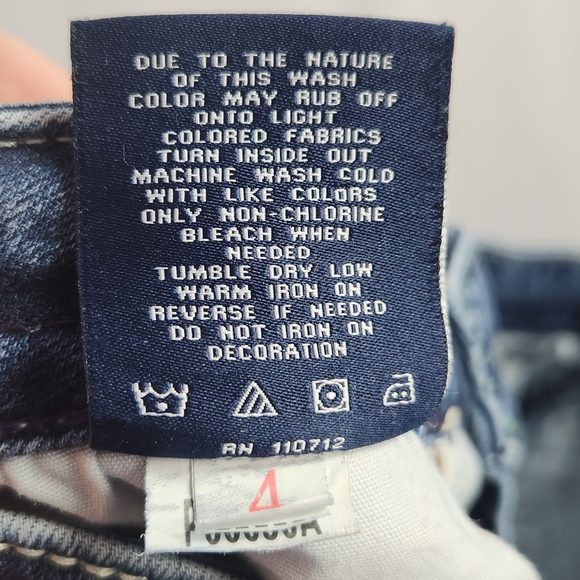 DUE TO THE NATURE
OF THIS WASH
COLOR MAY RUB OFF
ONTO LIGHT
COLORED FABRICS
TURN INSIDE OUT
MACHINE WASH COLD
WITH LIKE COLORS
ONLY NON-CHLORINE
BLEACH WHEN
NEEDED
TUMBLE DRY LOW
WARM IRON ON
REVERSE IF NEEDED
DO NOT IRON ON
DECORATION
RN 110712
4